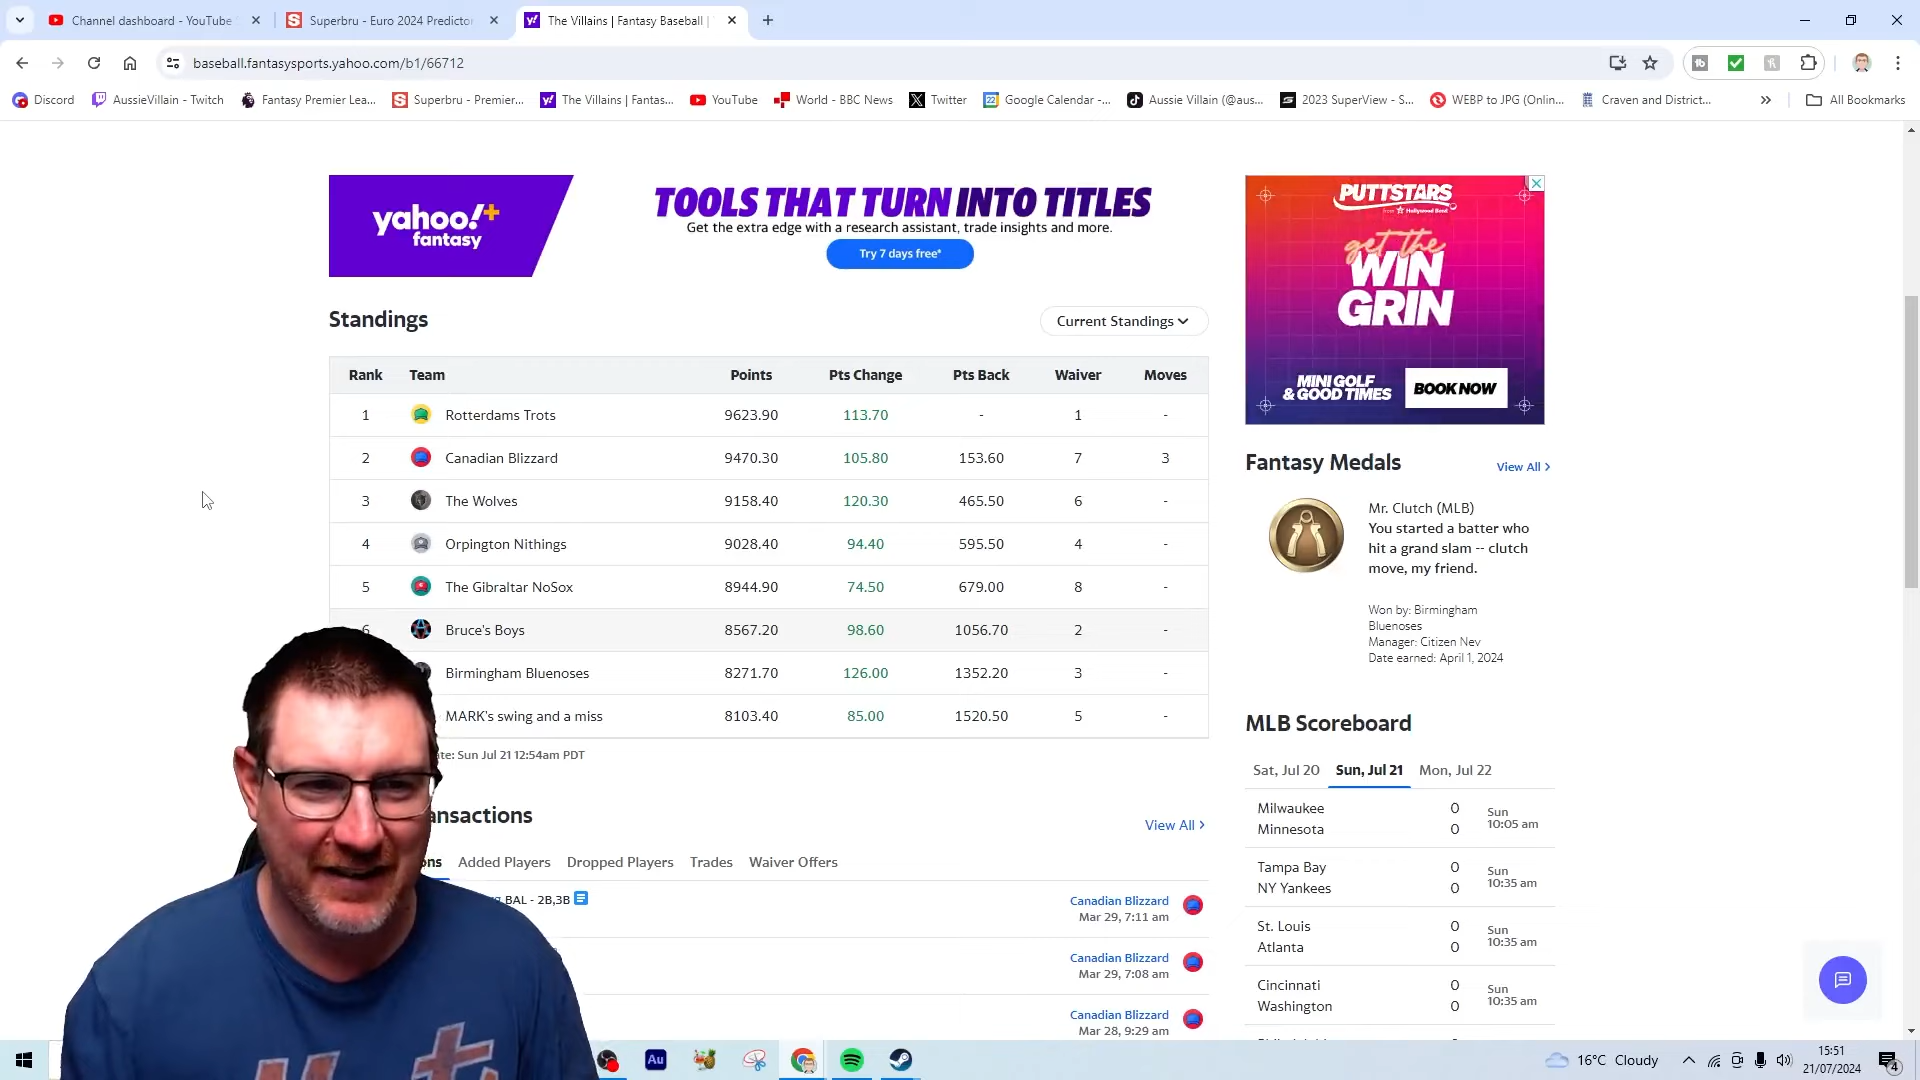 Channel dashboard - YouTube
Superbru - Euro 2024 Predictor
The Villains | Fantasy Baseball |
baseball.fantasysports.yahoo.com/b1/66712
Discord
AussieVillain - Twitch
Fantasy Premier Lea...
Superbru - Premier...
The Villains | Fantas...
YouTube
World - BBC News
Twitter
Google Calendar -...
Aussie Villain (@aus...
2023 SuperView - S...
WEBP to JPG (Onlin...
Craven and District...
All Bookmarks
yahoo!+
fantasy
TOOLS THAT TURN INTO TITLES
Get the extra edge with a research assistant, trade insights and more.
Try 7 days free*
PUTTSTARS
from Hollywood Bowl
get the
WIN
GRIN
MINI GOLF
& GOOD TIMES
BOOK NOW
Standings
Current Standings
Rank Team Points Pts Change Pts Back Waiver Moves
1 Rotterdams Trots 9623.90 113.70 - 1 -
2 Canadian Blizzard 9470.30 105.80 153.60 7 3
3 The Wolves 9158.40 120.30 465.50 6 -
4 Orpington Nithings 9028.40 94.40 595.50 4 -
5 The Gibraltar NoSox 8944.90 74.50 679.00 8 -
6 Bruce's Boys 8567.20 98.60 1056.70 2 -
Birmingham Bluenoses 8271.70 126.00 1352.20 3 -
MARK's swing and a miss 8103.40 85.00 1520.50 5 -
te: Sun Jul 21 12:54am PDT
ansactions
View All >
ons
Added Players
Dropped Players
Trades
Waiver Offers
BAL - 2B,3B
Canadian Blizzard
Mar 29, 7:11 am
Canadian Blizzard
Mar 29, 7:08 am
Canadian Blizzard
Mar 28, 9:29 am
Fantasy Medals
View All >
Mr. Clutch (MLB)
You started a batter who
hit a grand slam -- clutch
move, my friend.
Won by: Birmingham
Bluenoses
Manager: Citizen Nev
Date earned: April 1, 2024
MLB Scoreboard
Sat, Jul 20
Sun, Jul 21
Mon, Jul 22
Milwaukee 0
Minnesota 0
Sun
10:05 am
Tampa Bay 0
NY Yankees 0
Sun
10:35 am
St. Louis 0
Atlanta 0
Sun
10:35 am
Cincinnati 0
Washington 0
Sun
10:35 am
Au
16°C Cloudy
15:51
21/07/2024
4